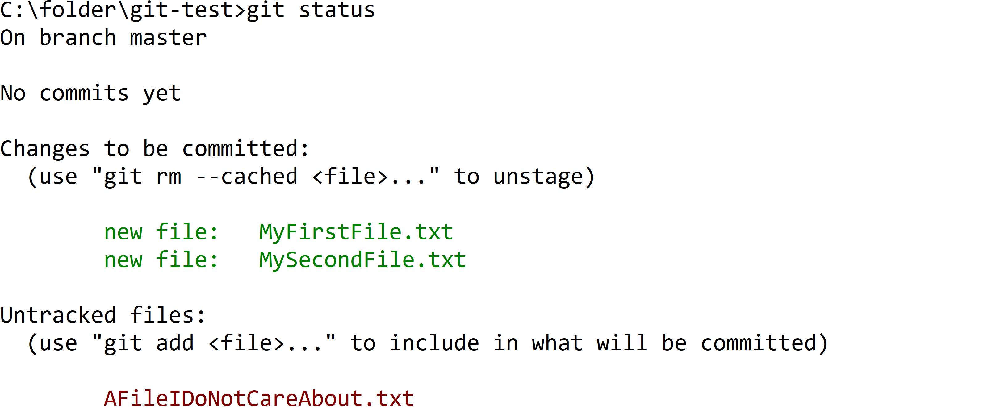 C:\folder\git-test>git status
On branch master

No commits yet

Changes to be committed:
  (use "git rm --cached <file>..." to unstage)

        new file:   MyFirstFile.txt
        new file:   MySecondFile.txt

Untracked files:
  (use "git add <file>..." to include in what will be committed)

        AFileIDoNotCareAbout.txt